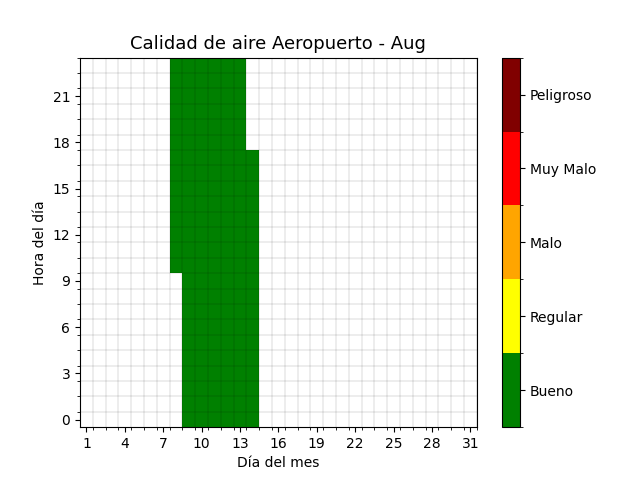 Calidad de aire Aeropuerto - Aug
21
18
15
12
9
6
3
0
Hora del día
1 4 7 10 13 16 19 22 25 28 31
Día del mes
Peligroso
Muy Malo
Malo
Regular
Bueno